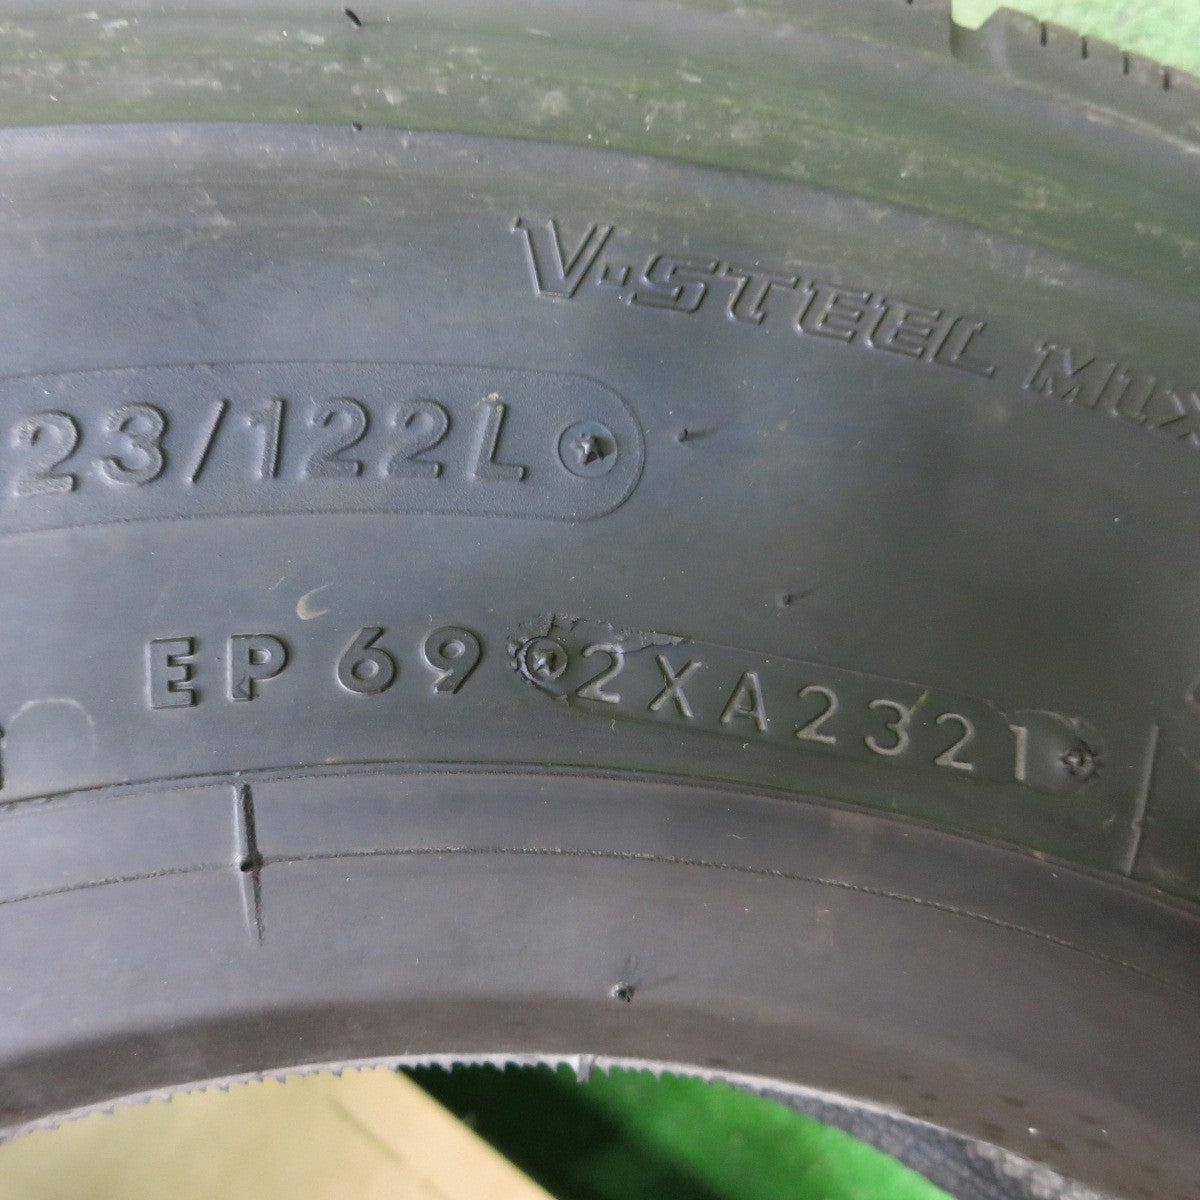 V-STEEL MIX
23/122L
EP 69 2XA2321